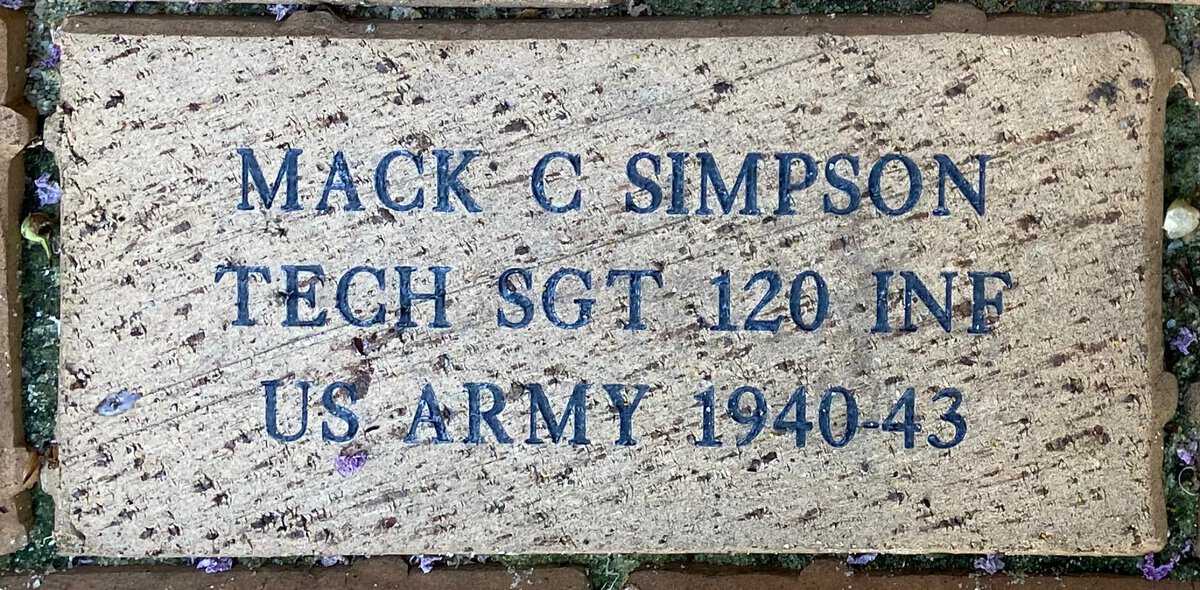 MACK C SIMPSON
TECH SGT 120 INF
US ARMY 1940-43